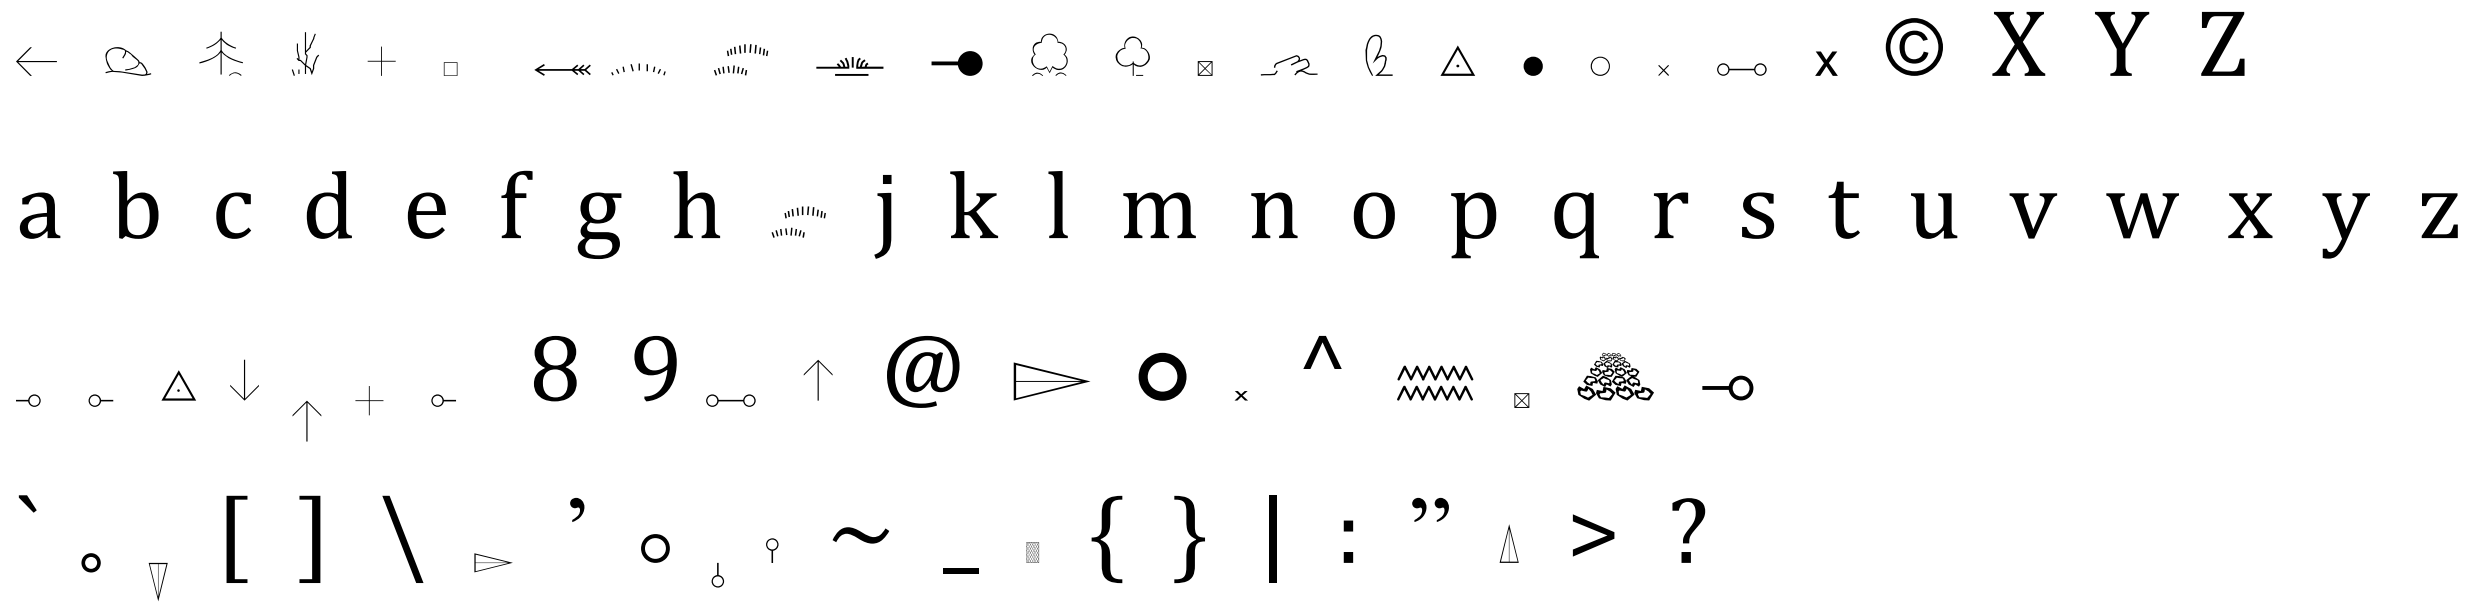 ← + □ ⊠ ● ○ × x © X Y Z
a b c d e f g h j k l m n o p q r s t u v w x y z
↓ ↑ + 8 9 ↑ @ x ^ ⊠
` [ ] \ ’ ~ _ { } | : ” > ?